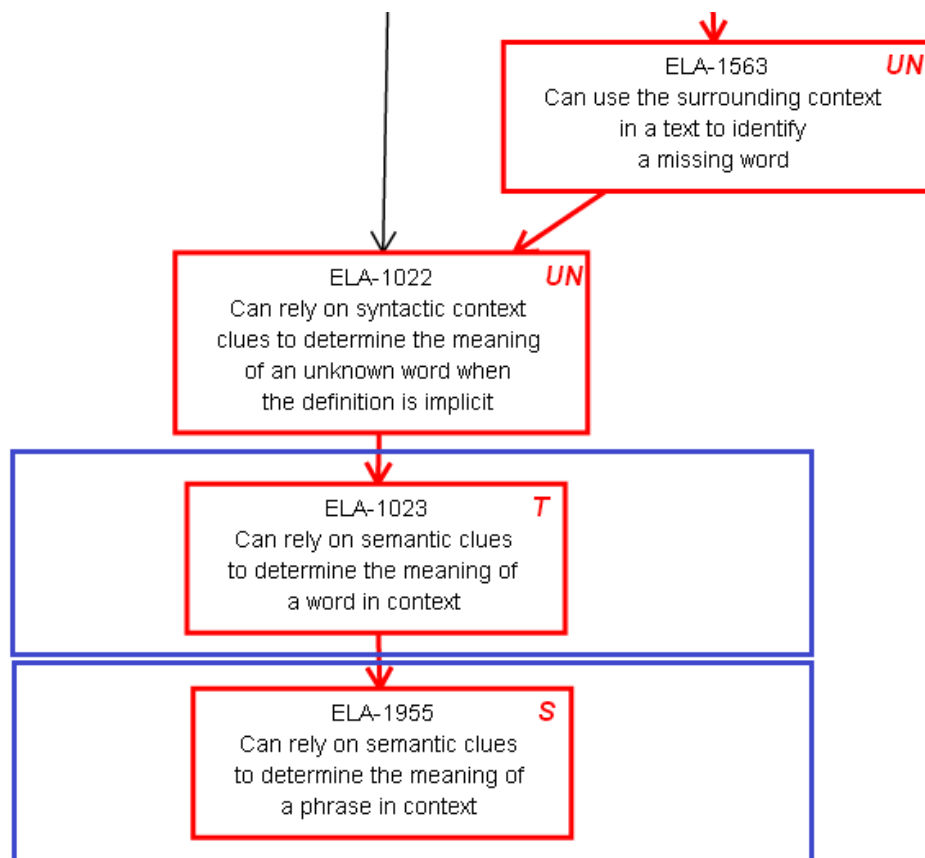 ELA-1563 UN
Can use the surrounding context
in a text to identify
a missing word
ELA-1022 UN
Can rely on syntactic context
clues to determine the meaning
of an unknown word when
the definition is implicit
ELA-1023 T
Can rely on semantic clues
to determine the meaning of
a word in context
ELA-1955 S
Can rely on semantic clues
to determine the meaning of
a phrase in context